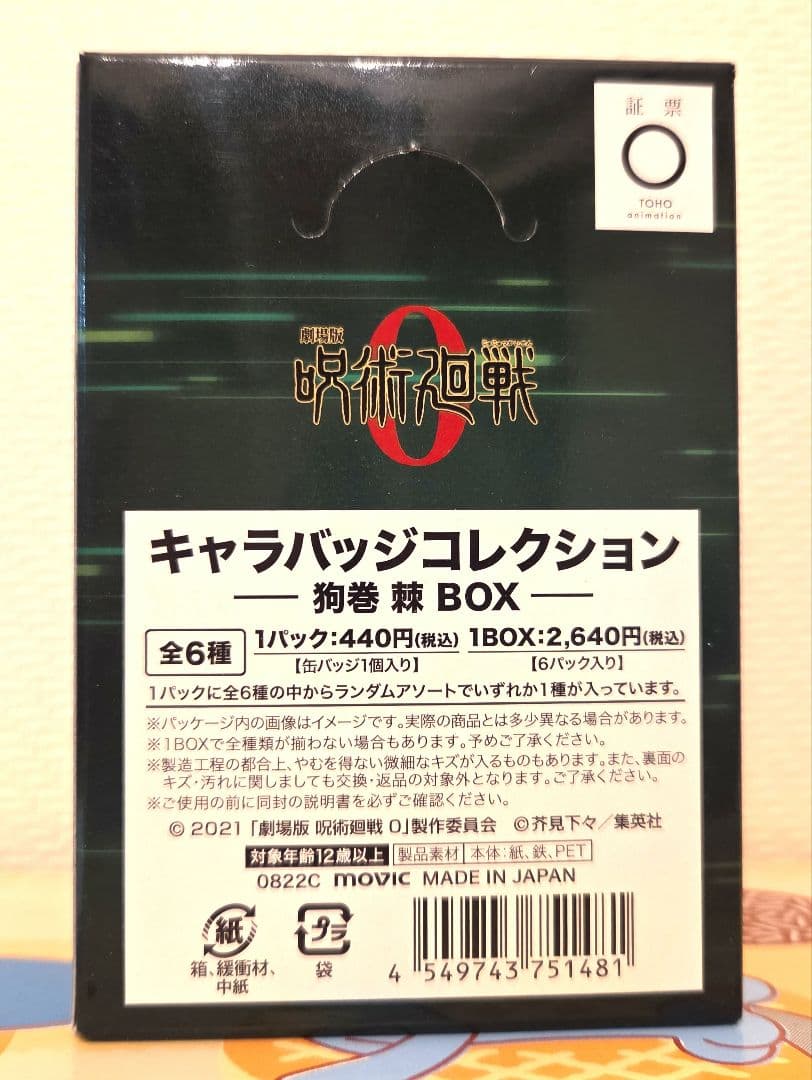 証 票
TOHO
animation
劇場版
じゅじゅつかいせん
呪術廻戦
0
キャラバッジコレクション
狗巻 棘 BOX
全6種
1パック:440円(税込) 1BOX:2,640円(税込)
【缶バッジ1個入り】 【6パック入り】
1パックに全6種の中からランダムアソートでいずれか1種が入っています。
※パッケージ内の画像はイメージです。実際の商品とは多少異なる場合があります。
※1BOXで全種類が揃わない場合もあります。予めご了承ください。
※製造工程の都合上、やむを得ない微細なキズが入るものもあります。また、裏面の
キズ・汚れに関しましても交換・返品の対象外となります。ご了承ください。
※ご使用の前に同封の説明書を必ずご確認ください。
© 2021 「劇場版 呪術廻戦 0」製作委員会 ©芥見下々／集英社
対象年齢12歳以上 製品素材 本体:紙、鉄、PET
0822C movic MADE IN JAPAN
紙 プラ
箱、緩衝材、 袋
中紙
4 549743 751481